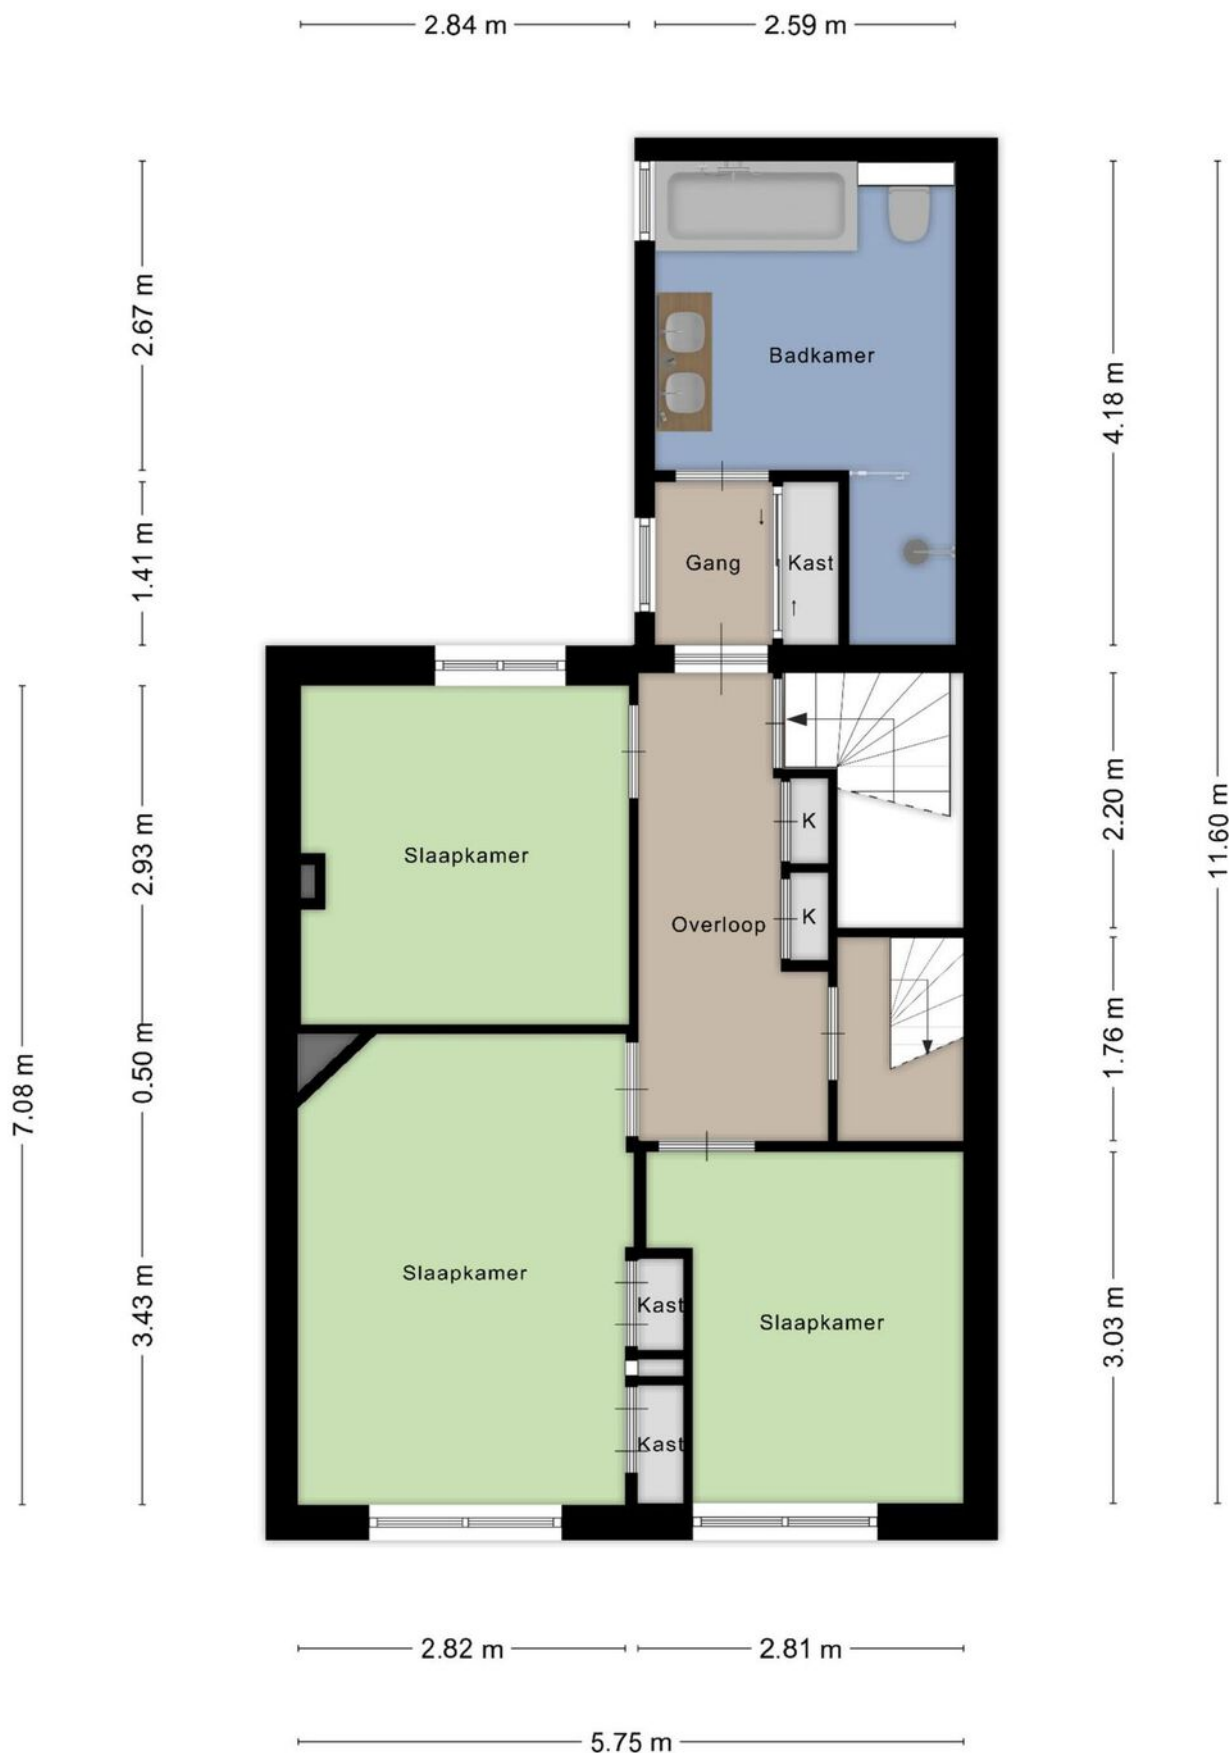 2.84 m
2.59 m
2.67 m
4.18 m
Badkamer
1.41 m
Gang
Kast
11.60 m
2.20 m
2.93 m
K
Slaapkamer
K
Overloop
0.50 m
1.76 m
7.08 m
Slaapkamer
3.43 m
Kast
Slaapkamer
3.03 m
Kast
2.82 m
2.81 m
5.75 m